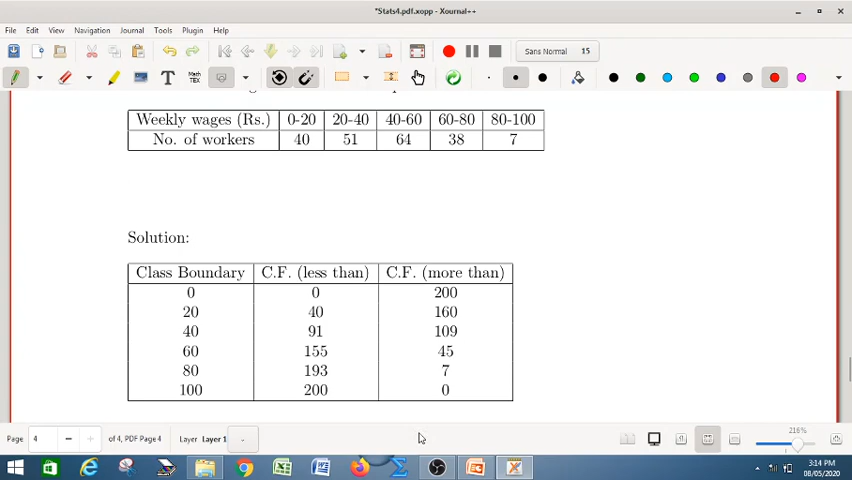 *Stats4.pdf.xopp - Xournal++
File Edit View Navigation Journal Tools Plugin Help
Sans Normal 15
Weekly wages (Rs.) 0-20 20-40 40-60 60-80 80-100
No. of workers 40 51 64 38 7
Solution:
Class Boundary C.F. (less than) C.F. (more than)
0 0 200
20 40 160
40 91 109
60 155 45
80 193 7
100 200 0
Page 4 of 4, PDF Page 4 Layer Layer 1 216%
3:14 PM
08/05/2020